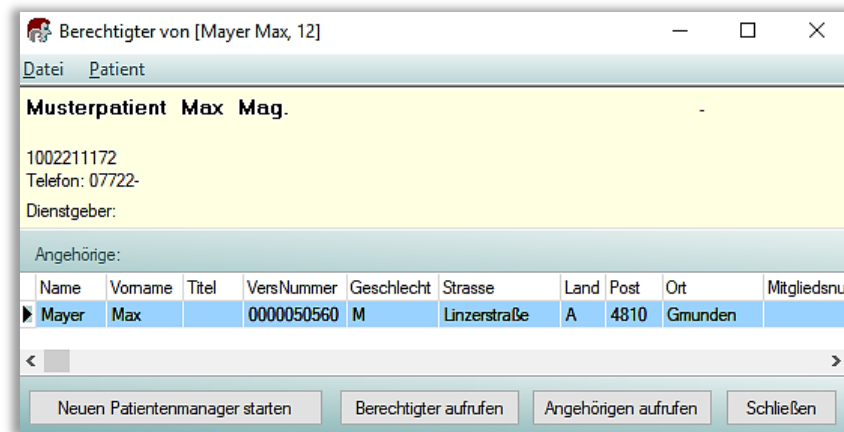 Berechtigter von [Mayer Max, 12]
Datei Patient
Musterpatient Max Mag. -
1002211172
Telefon: 07722-
Dienstgeber:
Angehörige:
Name Vorname Titel VersNummer Geschlecht Strasse Land Post Ort Mitgliedsnu
Mayer Max 0000050560 M Linzerstraße A 4810 Gmunden
Neuen Patientenmanager starten Berechtigter aufrufen Angehörigen aufrufen Schließen